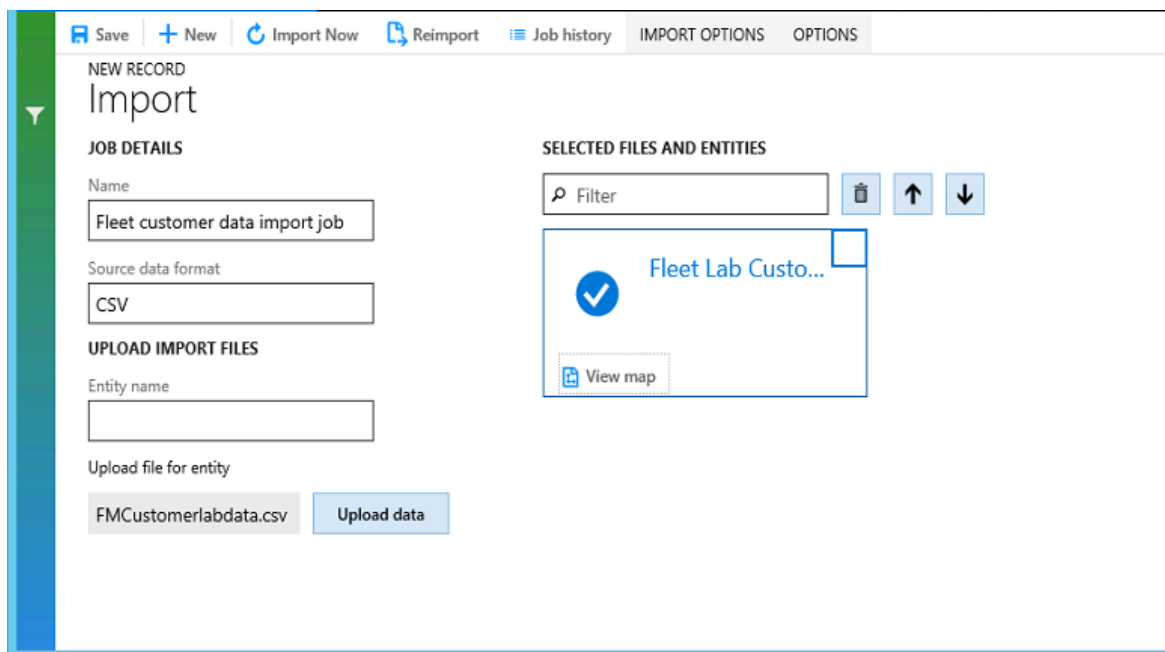 Save New Import Now Reimport Job history IMPORT OPTIONS OPTIONS
NEW RECORD
Import
JOB DETAILS
Name
Fleet customer data import job
Source data format
CSV
UPLOAD IMPORT FILES
Entity name
Upload file for entity
FMCustomerlabdata.csv Upload data
SELECTED FILES AND ENTITIES
Filter
Fleet Lab Custo...
View map